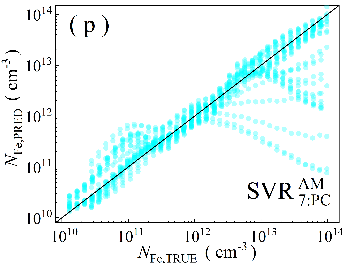 (p)
10^14
10^13
10^12
10^11
10^10
N_Fe,PRED ( cm^-3 )
SVR^AM_7:PC
10^10 10^11 10^12 10^13 10^14
N_Fe,TRUE ( cm^-3 )